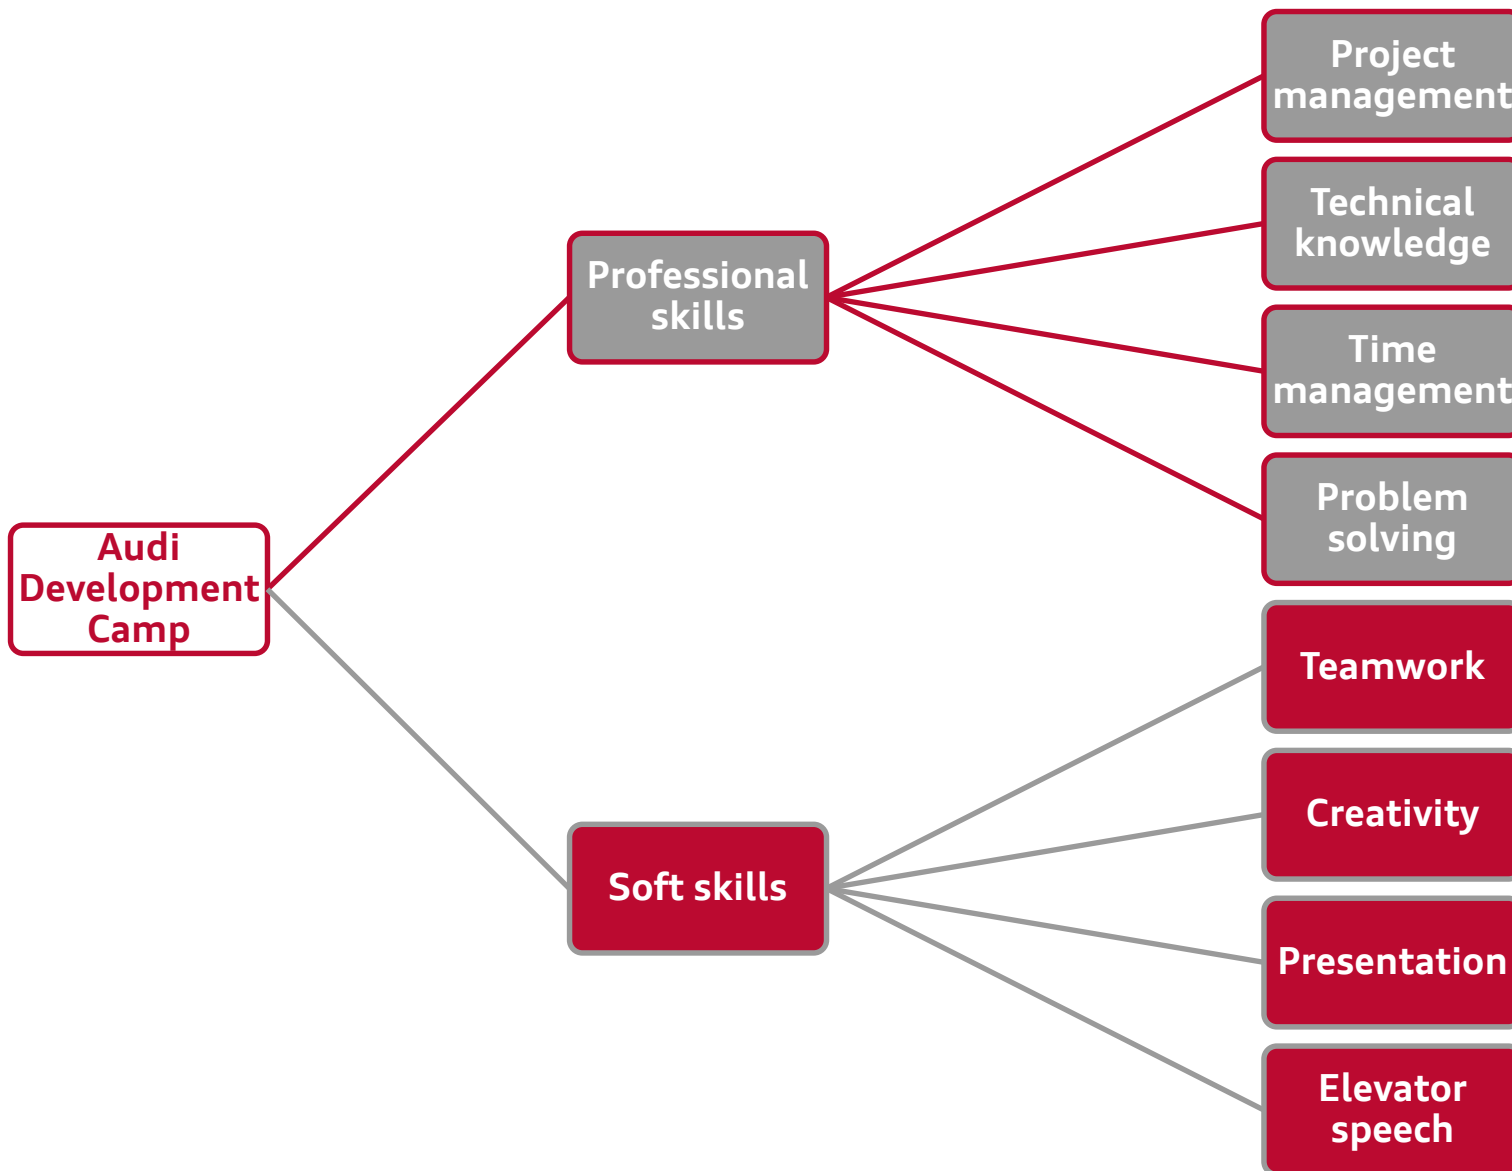 Audi
Development
Camp
Professional
skills
Project
management
Technical
knowledge
Time
management
Problem
solving
Soft skills
Teamwork
Creativity
Presentation
Elevator
speech